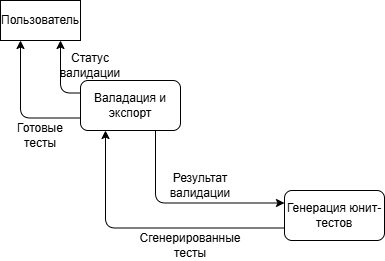 Пользователь
Статус
валидации
Валадация и
экспорт
Готовые
тесты
Результат
валидации
Генерация юнит-
тестов
Сгенерированные
тесты